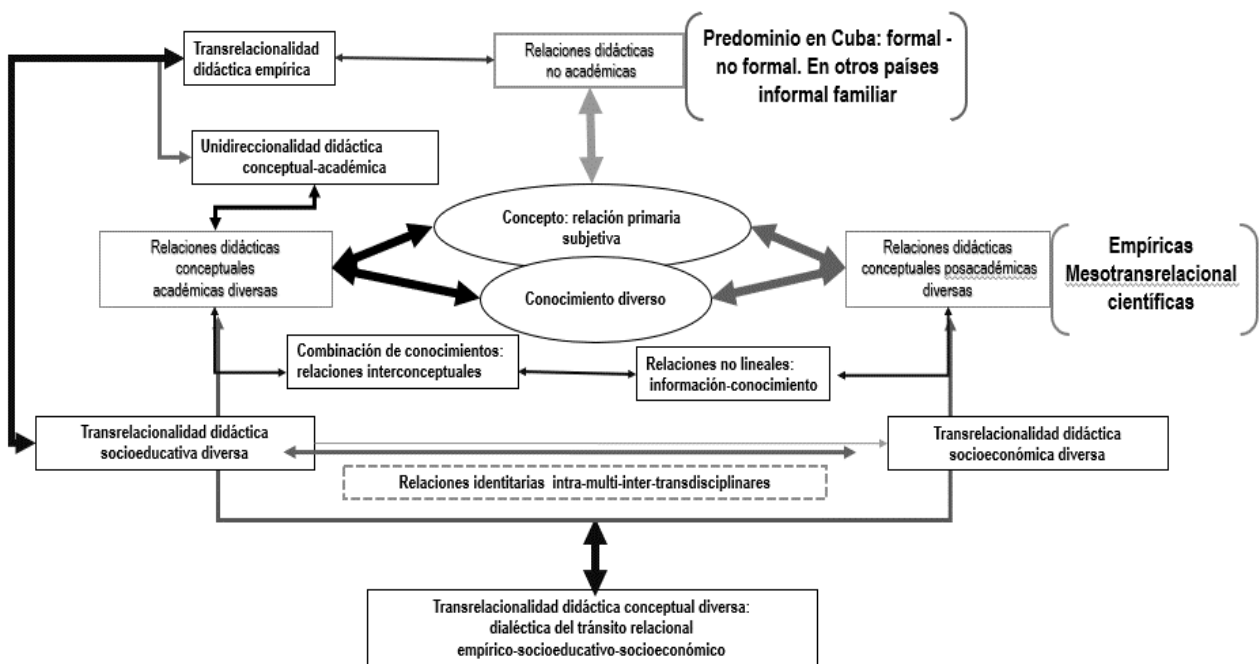 Transrelacionalidad
didáctica empírica
Relaciones didácticas
no académicas
Predominio en Cuba: formal -
no formal. En otros países
informal familiar
Unidireccionalidad didáctica
conceptual-académica
Concepto: relación primaria
subjetiva
Relaciones didácticas
conceptuales
académicas diversas
Conocimiento diverso
Relaciones didácticas
conceptuales posacadémicas
diversas
Empíricas
Mesotransrelacional
científicas
Combinación de conocimientos:
relaciones interconceptuales
Relaciones no lineales:
información-conocimiento
Transrelacionalidad didáctica
socioeducativa diversa
Transrelacionalidad didáctica
socioeconómica diversa
Relaciones identitarias intra-multi-inter-transdisciplinares
Transrelacionalidad didáctica conceptual diversa:
dialéctica del tránsito relacional
empírico-socioeducativo-socioeconómico